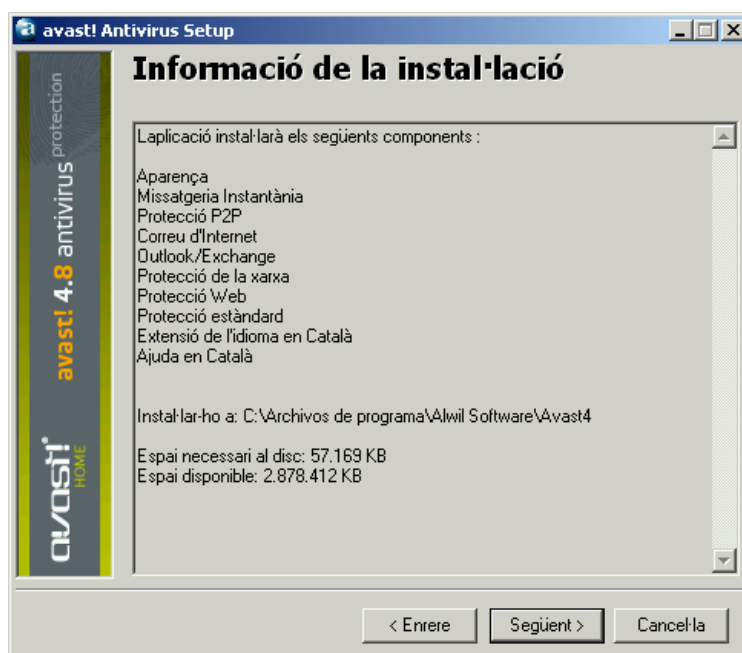 avast! Antivirus Setup
Informació de la instal·lació
avast! 4.8 antivirus protection
avast!
HOME
Laplicació instal·larà els següents components :
Aparença
Missatgeria Instantània
Protecció P2P
Correu d'Internet
Outlook/Exchange
Protecció de la xarxa
Protecció Web
Protecció estàndard
Extensió de l'idioma en Català
Ajuda en Català
Instal·lar-ho a: C:\Archivos de programa\Alwil Software\Avast4
Espai necessari al disc: 57.169 KB
Espai disponible: 2.878.412 KB
< Enrere
Següent >
Cancel·la